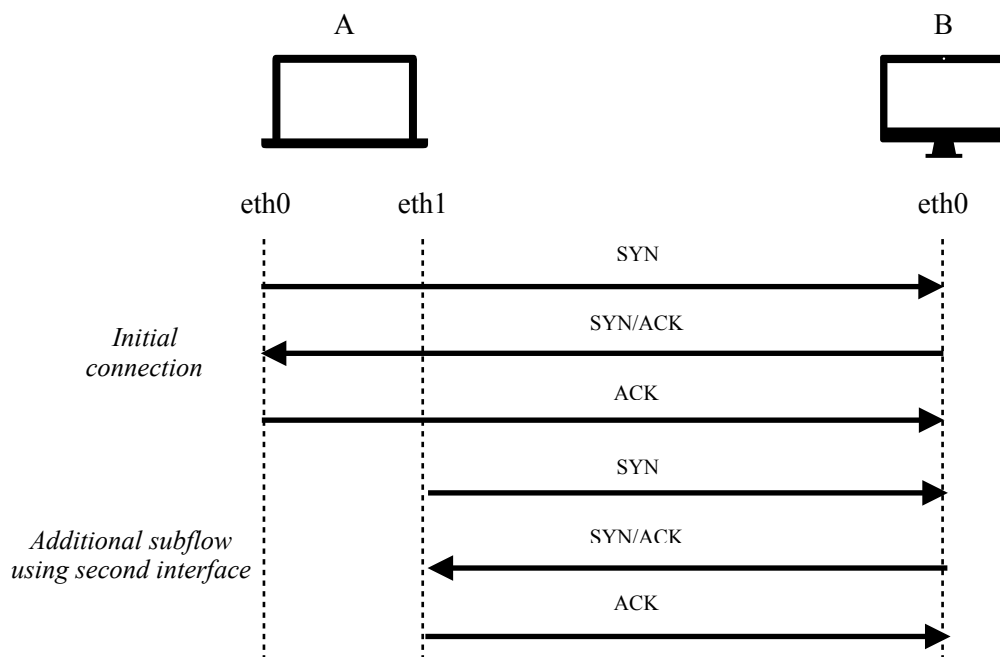 A
B
eth0
eth1
eth0
SYN
SYN/ACK
Initial
connection
ACK
SYN
SYN/ACK
Additional subflow
using second interface
ACK